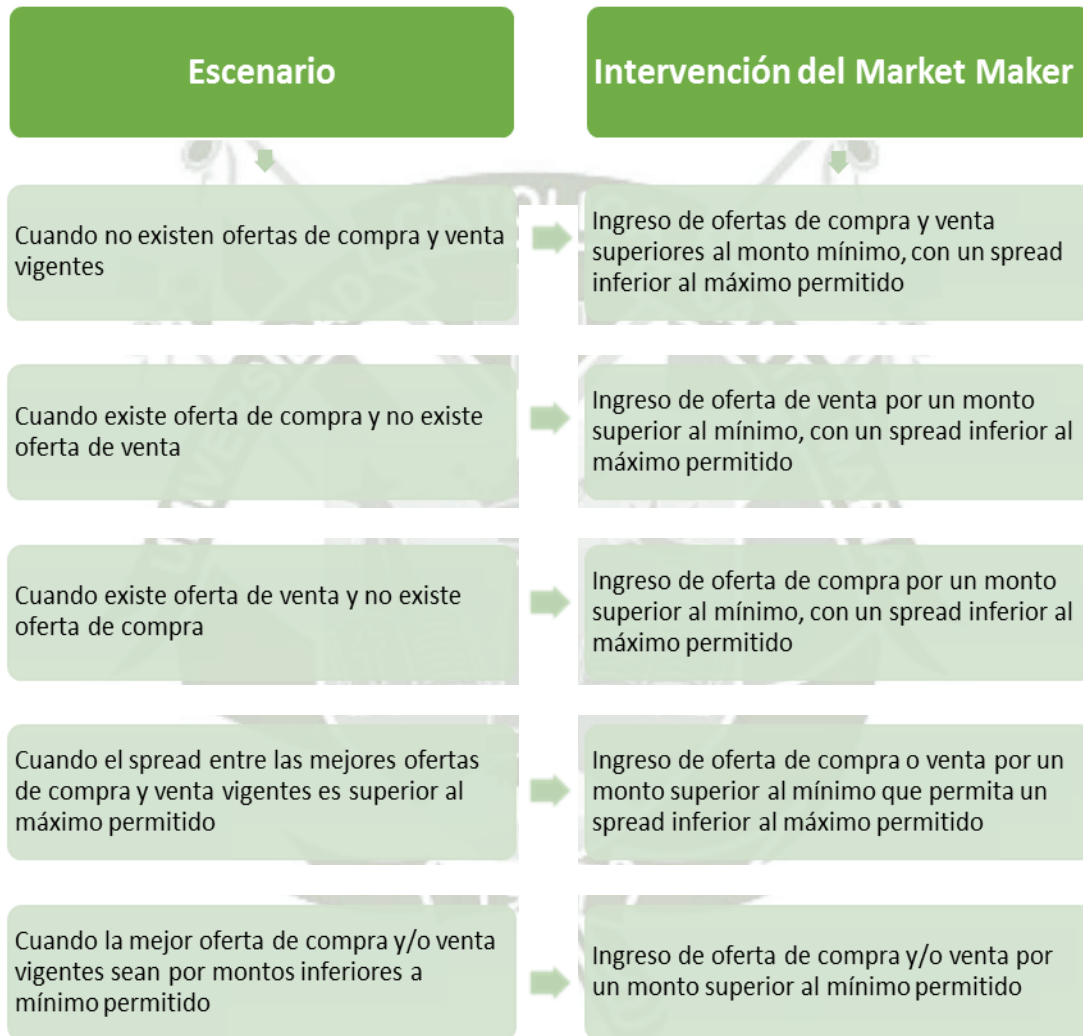 Escenario
Intervención del Market Maker
Cuando no existen ofertas de compra y venta
vigentes
Ingreso de ofertas de compra y venta
superiores al monto mínimo, con un spread
inferior al máximo permitido
Cuando existe oferta de compra y no existe
oferta de venta
Ingreso de oferta de venta por un monto
superior al mínimo, con un spread inferior al
máximo permitido
Cuando existe oferta de venta y no existe
oferta de compra
Ingreso de oferta de compra por un monto
superior al mínimo, con un spread inferior al
máximo permitido
Cuando el spread entre las mejores ofertas
de compra y venta vigentes es superior al
máximo permitido
Ingreso de oferta de compra o venta por un
monto superior al mínimo que permita un
spread inferior al máximo permitido
Cuando la mejor oferta de compra y/o venta
vigentes sean por montos inferiores a
mínimo permitido
Ingreso de oferta de compra y/o venta por
un monto superior al mínimo permitido